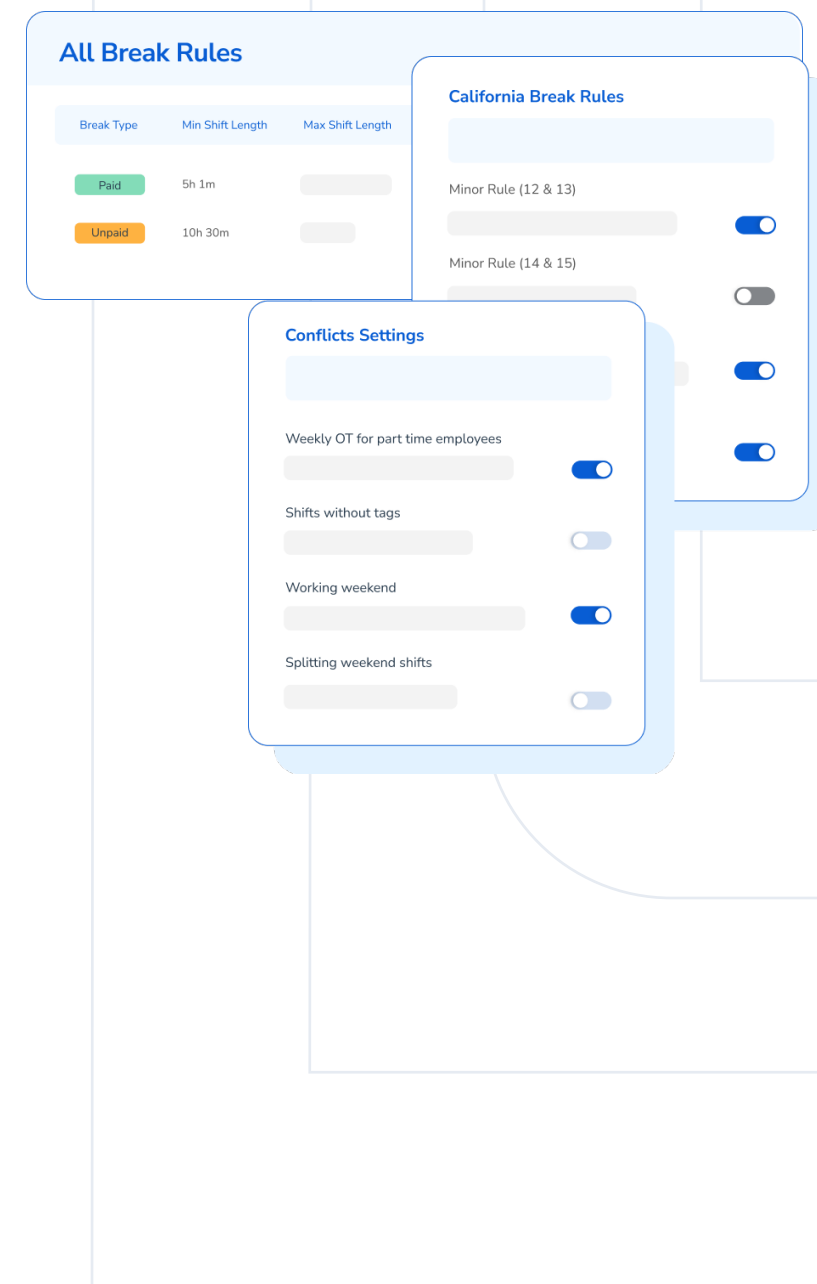 All Break Rules
Break Type Min Shift Length Max Shift Length
Paid 5h 1m
Unpaid 10h 30m
California Break Rules
Minor Rule (12 & 13)
Minor Rule (14 & 15)
Conflicts Settings
Weekly OT for part time employees
Shifts without tags
Working weekend
Splitting weekend shifts